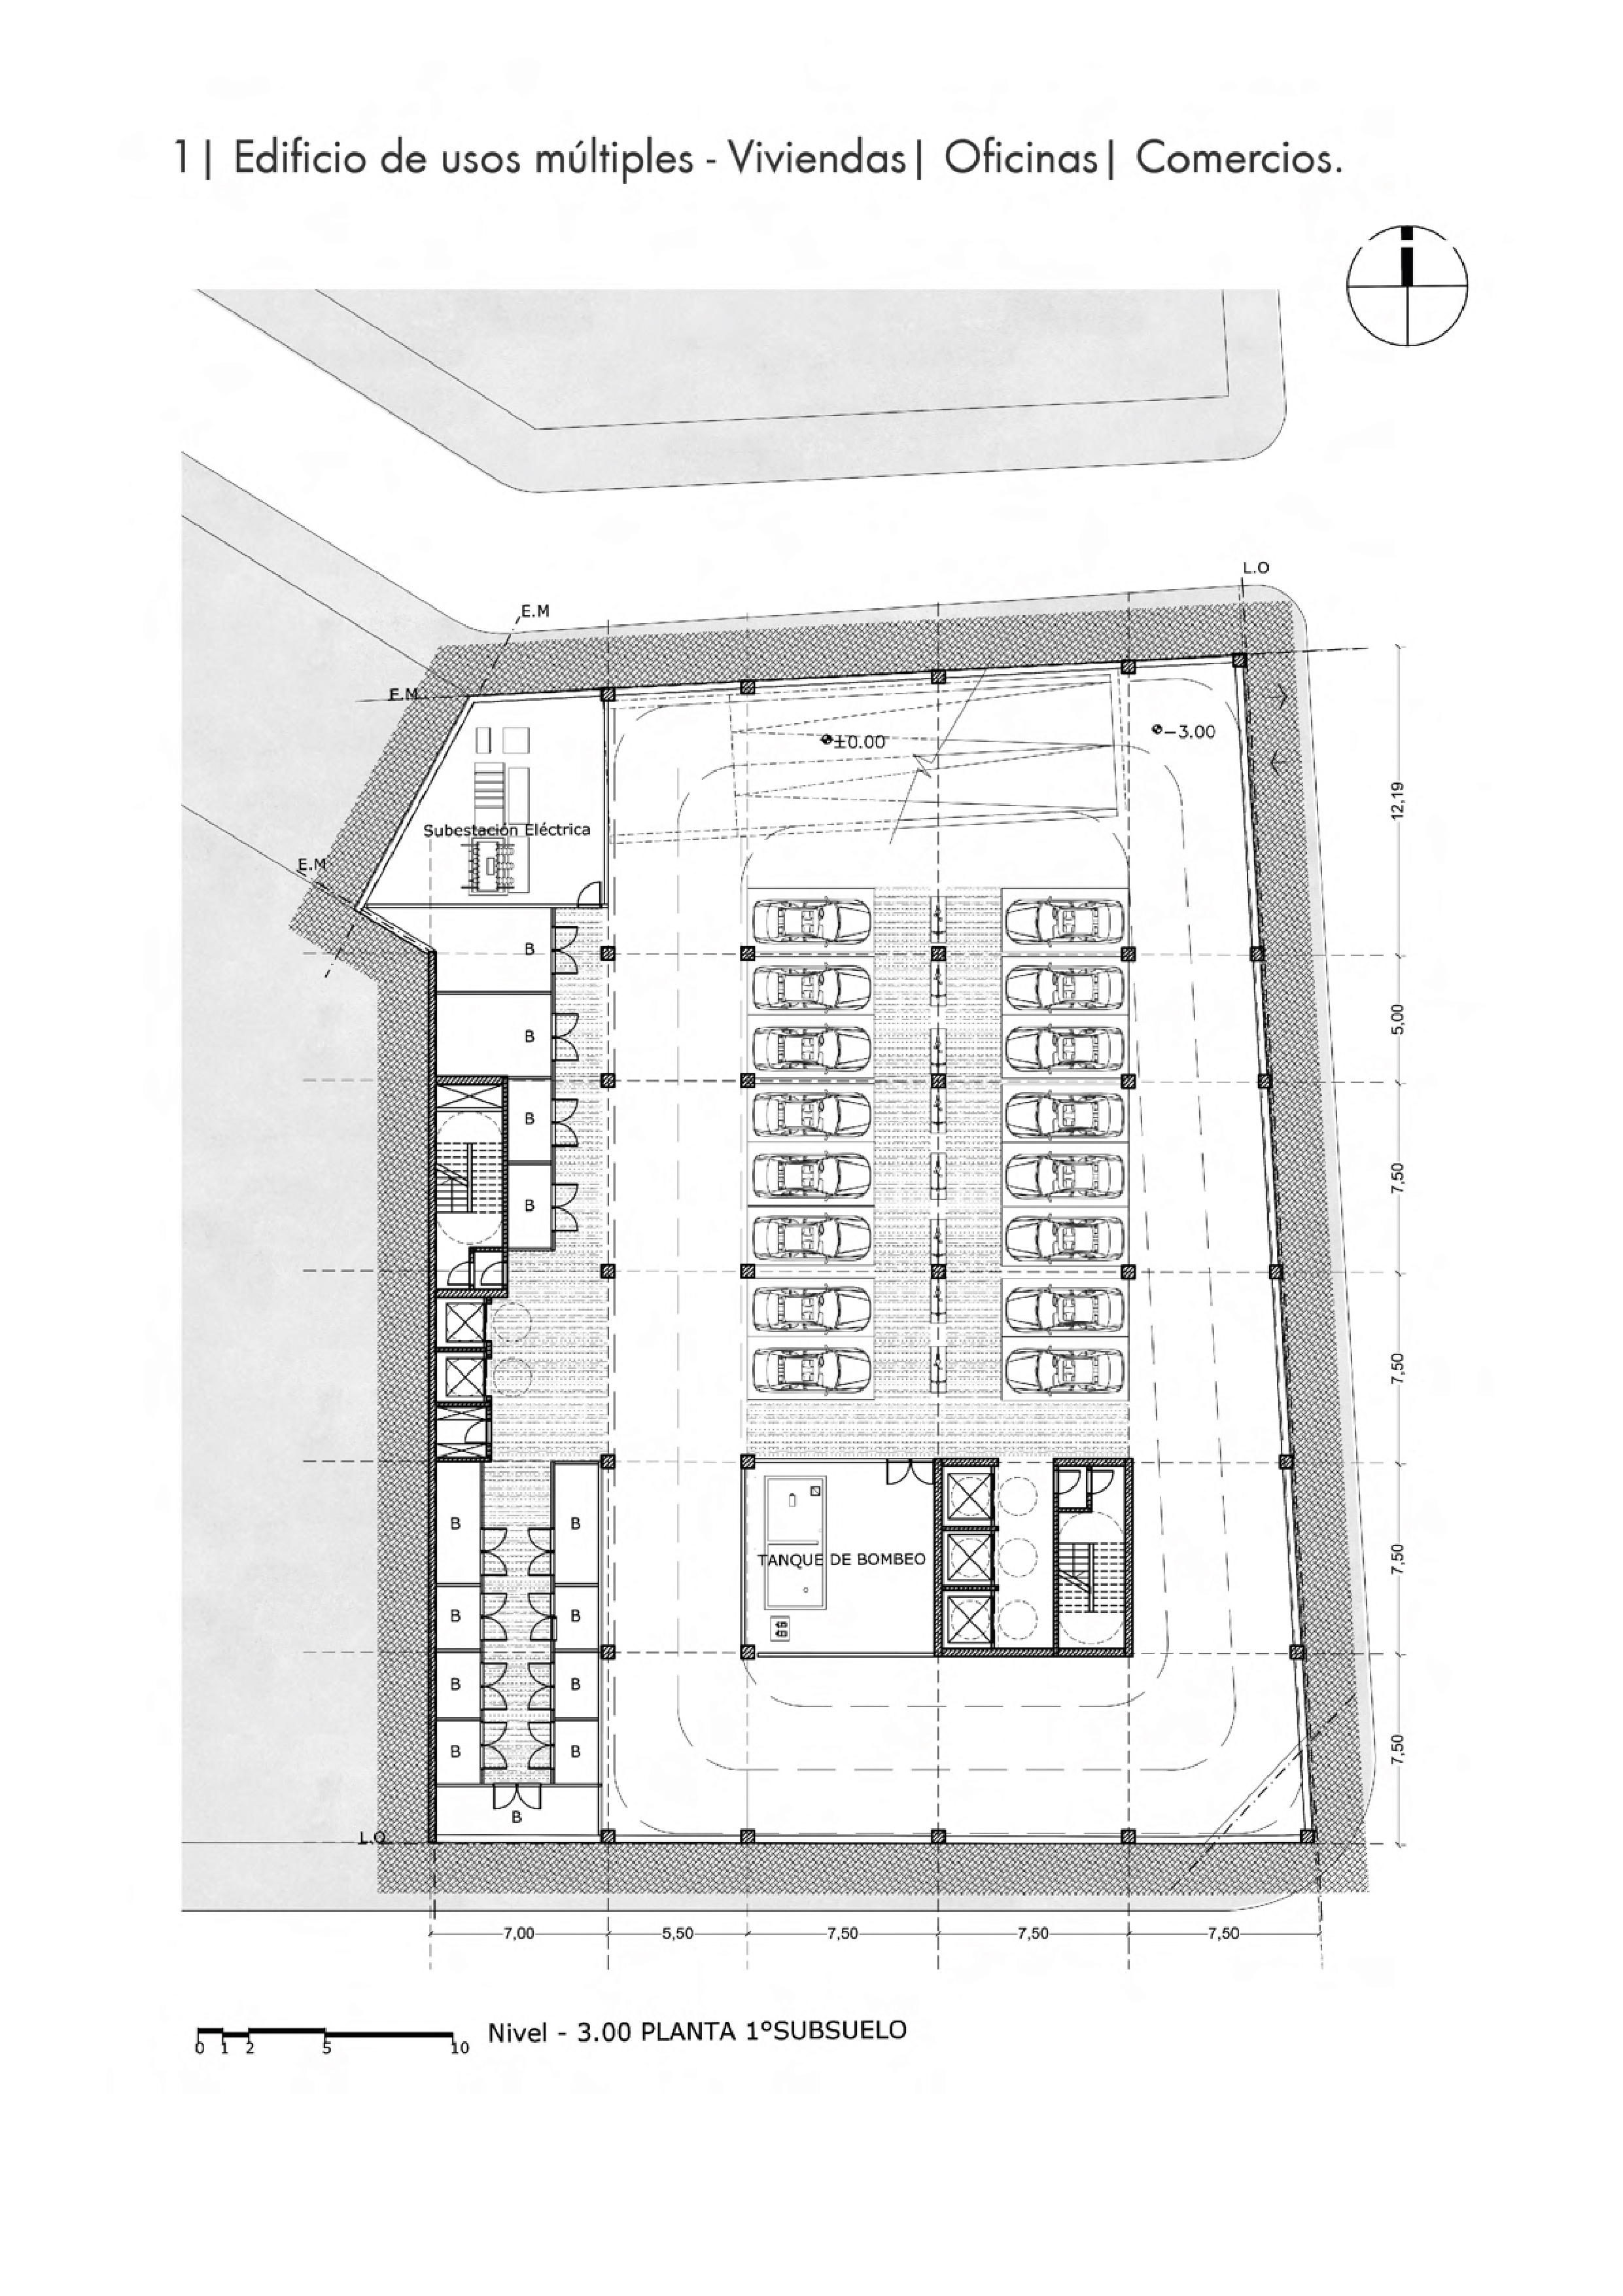 1| Edificio de usos múltiples - Viviendas| Oficinas| Comercios.
L.O
E.M
E.M
±0.00
-3.00
12,19
Subestación Eléctrica
E.M
B
5,00
B
B
7,50
B
7,50
B
B
TANQUE DE BOMBEO
7,50
B
B
B
B
B
B
7,50
B
L.O
7,00
5,50
7,50
7,50
7,50
0 1 2 5 10
Nivel - 3.00 PLANTA 1ºSUBSUELO